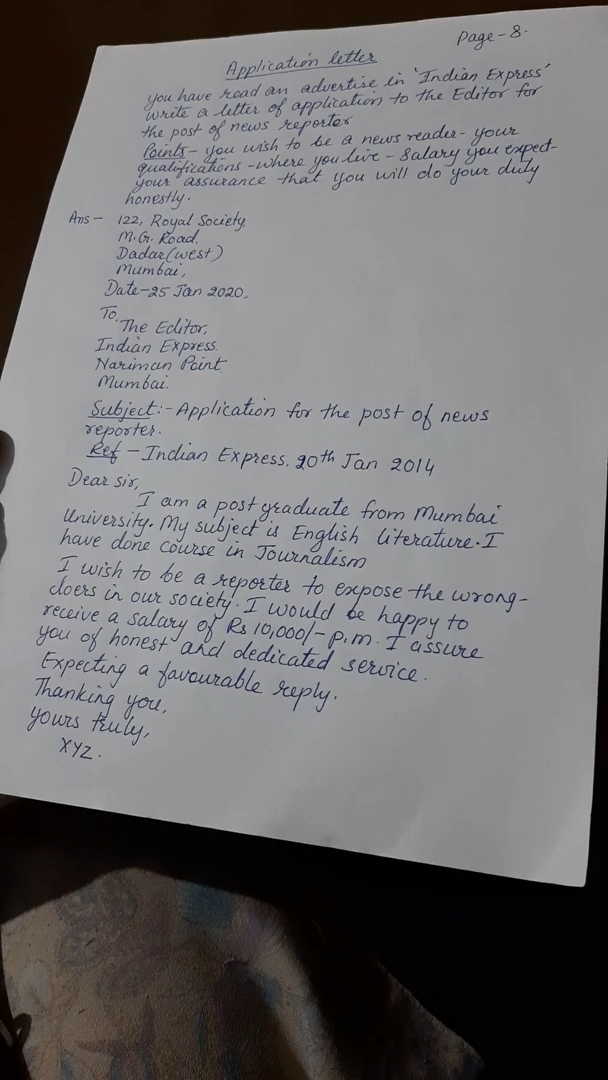 Page-8.
Application letter
you have read an advertise in 'Indian Express'
write a letter of application to the Editor for
the post of news reporter
Points - you wish to be a news reader - your
qualifications - where you live - Salary you expect-
your assurance that you will do your duty
honestly.
Ans - 122, Royal Society
M.G. Road.
Dadar(west)
Mumbai,
Date-25 Jan 2020.
To,
The Editor,
Indian Express
Nariman Point
Mumbai.
Subject:- Application for the post of news
reporter.
Ref - Indian Express. 20th Jan 2014
Dear sir,
I am a post graduate from Mumbai
University. My subject is English literature. I
have done course in Journalism
I wish to be a reporter to expose the wrong-
doers in our society. I would be happy to
receive a salary of Rs 10,000/- p.m. I assure
you of honest and dedicated service.
Expecting a favourable reply.
Thanking you,
yours truly,
XYZ.